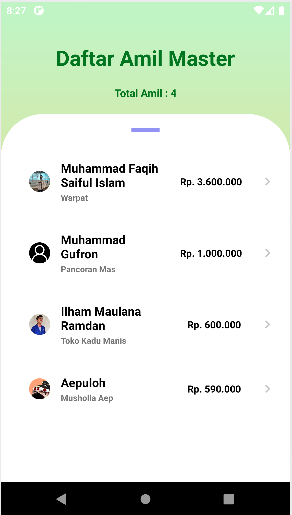 8:27
Daftar Amil Master
Total Amil : 4
Muhammad Faqih
Saiful Islam
Warpat
Rp. 3.600.000
Muhammad
Gufron
Pancoran Mas
Rp. 1.000.000
Ilham Maulana
Ramdan
Toko Kadu Manis
Rp. 600.000
Aepuloh
Musholla Aep
Rp. 590.000